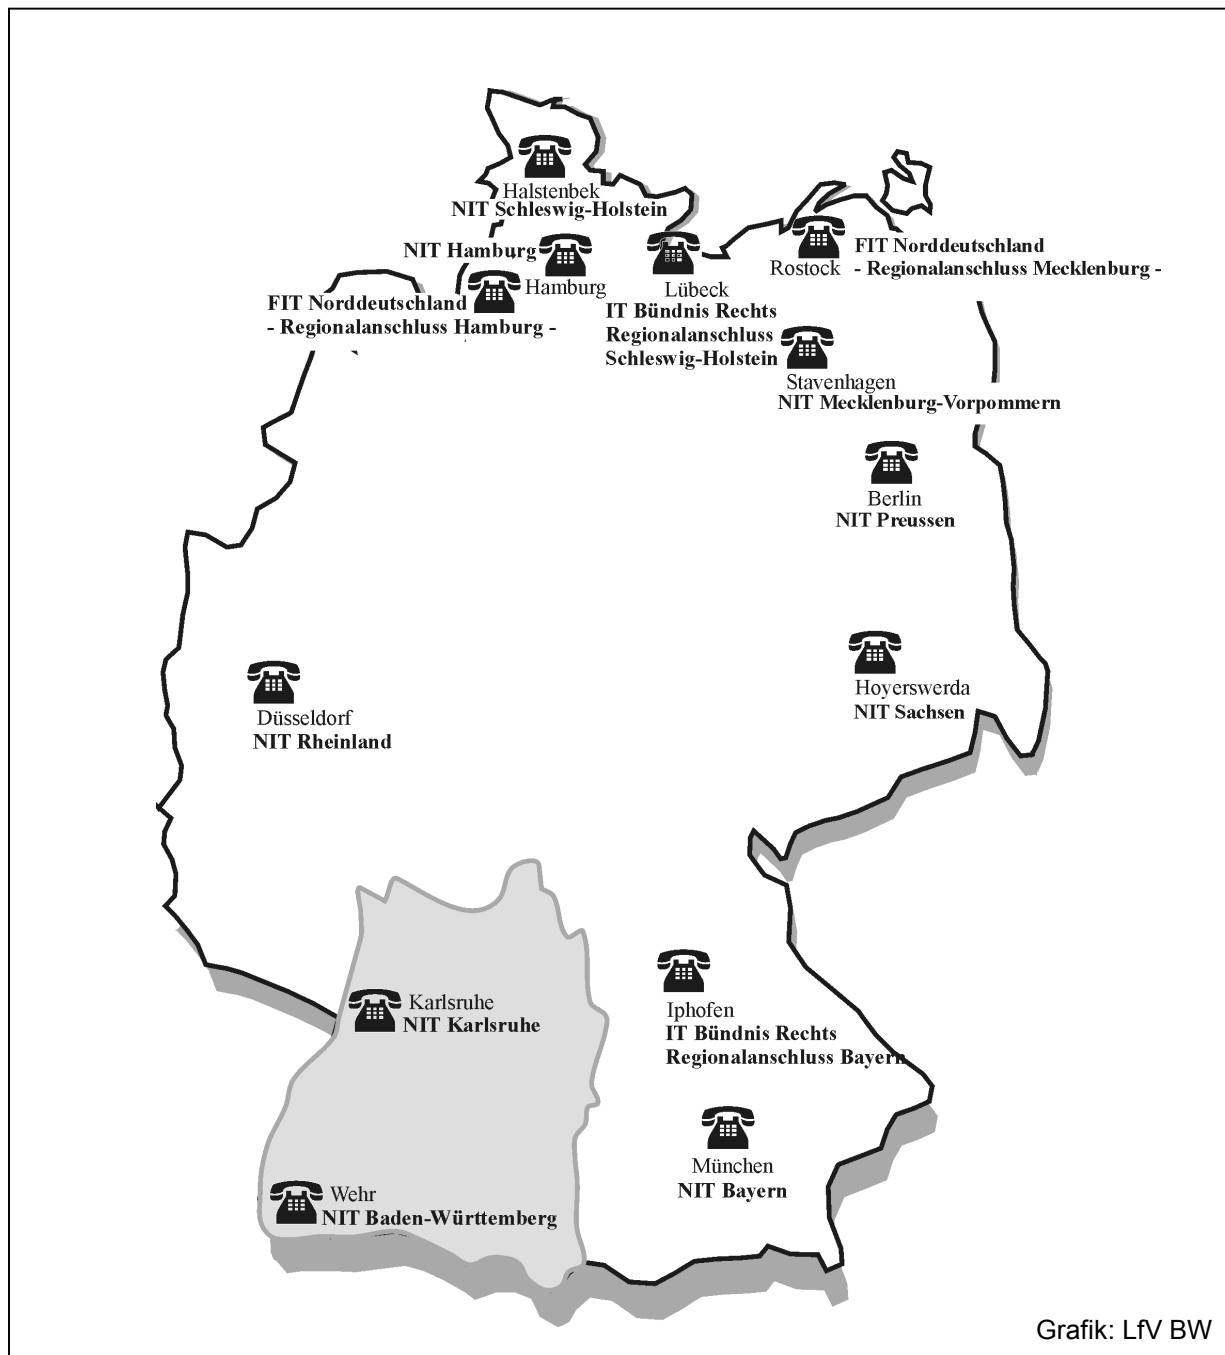 Halstenbek
NIT Schleswig-Holstein
NIT Hamburg
Hamburg
FIT Norddeutschland
- Regionalanschluss Hamburg -
Lübeck
IT Bündnis Rechts
Regionalanschluss
Schleswig-Holstein
Rostock
FIT Norddeutschland
- Regionalanschluss Mecklenburg -
Stavenhagen
NIT Mecklenburg-Vorpommern
Berlin
NIT Preussen
Düsseldorf
NIT Rheinland
Hoyerswerda
NIT Sachsen
Karlsruhe
NIT Karlsruhe
Iphofen
IT Bündnis Rechts
Regionalanschluss Bayern
München
NIT Bayern
Wehr
NIT Baden-Württemberg
Grafik: LfV BW